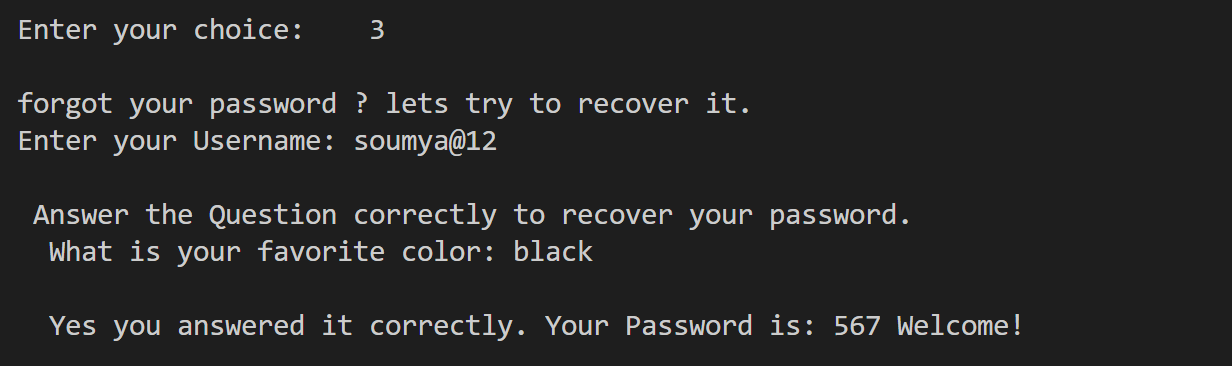 Enter your choice:    3
forgot your password ? lets try to recover it.
Enter your Username: soumya@12
Answer the Question correctly to recover your password.
What is your favorite color: black
Yes you answered it correctly. Your Password is: 567 Welcome!